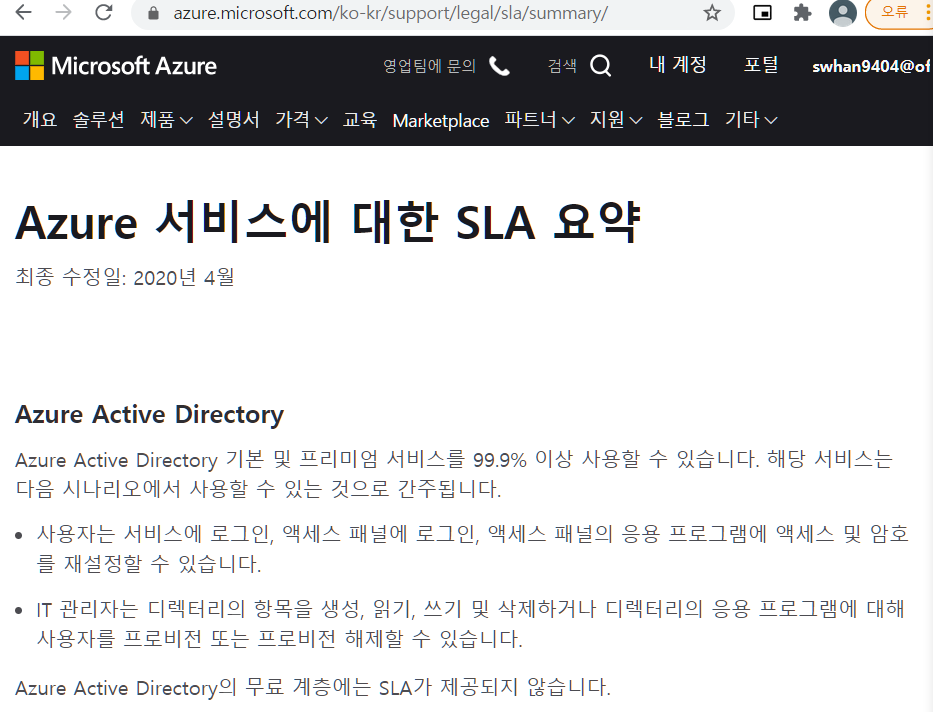 azure.microsoft.com/ko-kr/support/legal/sla/summary/
오류
Microsoft Azure
영업팀에 문의
검색
내 계정
포털
swhan9404@of
개요 솔루션 제품 설명서 가격 교육 Marketplace 파트너 지원 블로그 기타
Azure 서비스에 대한 SLA 요약
최종 수정일: 2020년 4월
Azure Active Directory
Azure Active Directory 기본 및 프리미엄 서비스를 99.9% 이상 사용할 수 있습니다. 해당 서비스는
다음 시나리오에서 사용할 수 있는 것으로 간주됩니다.
• 사용자는 서비스에 로그인, 액세스 패널에 로그인, 액세스 패널의 응용 프로그램에 액세스 및 암호
를 재설정할 수 있습니다.
• IT 관리자는 디렉터리의 항목을 생성, 읽기, 쓰기 및 삭제하거나 디렉터리의 응용 프로그램에 대해
사용자를 프로비전 또는 프로비전 해제할 수 있습니다.
Azure Active Directory의 무료 계층에는 SLA가 제공되지 않습니다.